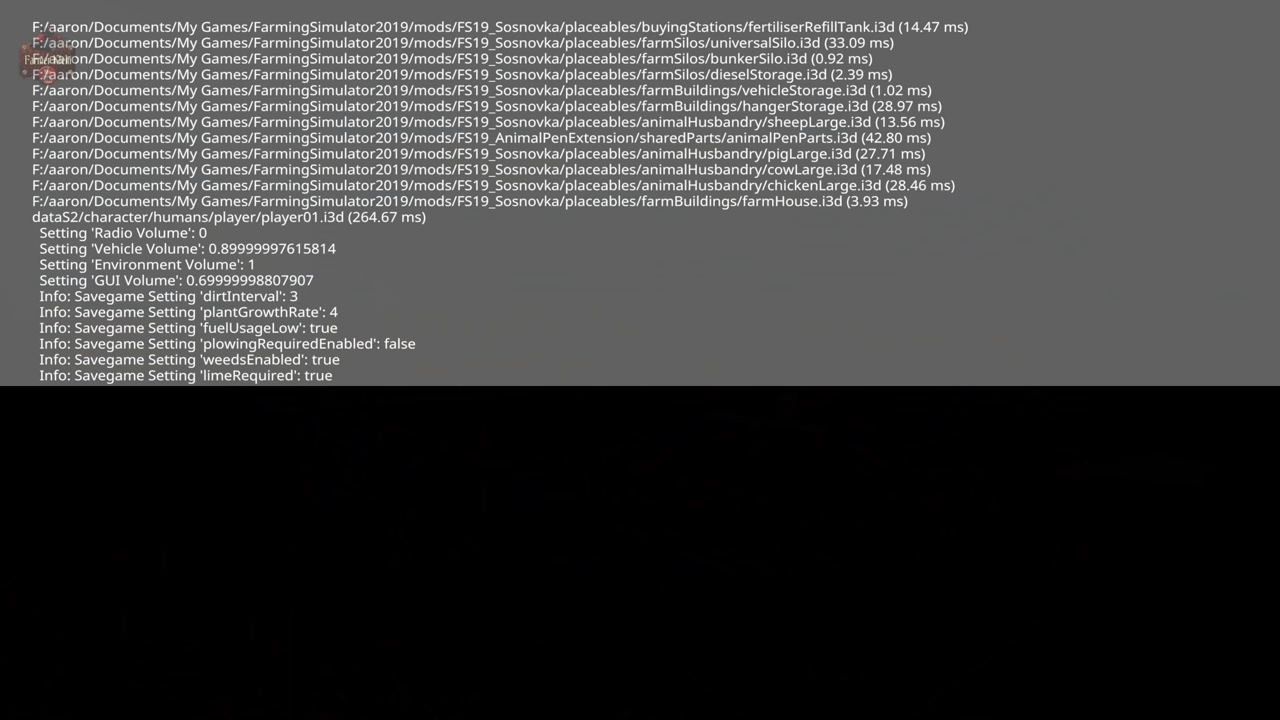 F:/aaron/Documents/My Games/FarmingSimulator2019/mods/FS19_Sosnovka/placeables/buyingStations/fertiliserRefillTank.i3d (14.47 ms)
F:/aaron/Documents/My Games/FarmingSimulator2019/mods/FS19_Sosnovka/placeables/farmSilos/universalSilo.i3d (33.09 ms)
F:/aaron/Documents/My Games/FarmingSimulator2019/mods/FS19_Sosnovka/placeables/farmSilos/bunkerSilo.i3d (0.92 ms)
F:/aaron/Documents/My Games/FarmingSimulator2019/mods/FS19_Sosnovka/placeables/farmSilos/dieselStorage.i3d (2.39 ms)
F:/aaron/Documents/My Games/FarmingSimulator2019/mods/FS19_Sosnovka/placeables/farmBuildings/vehicleStorage.i3d (1.02 ms)
F:/aaron/Documents/My Games/FarmingSimulator2019/mods/FS19_Sosnovka/placeables/farmBuildings/hangerStorage.i3d (28.97 ms)
F:/aaron/Documents/My Games/FarmingSimulator2019/mods/FS19_Sosnovka/placeables/animalHusbandry/sheepLarge.i3d (13.56 ms)
F:/aaron/Documents/My Games/FarmingSimulator2019/mods/FS19_AnimalPenExtension/sharedParts/animalPenParts.i3d (42.80 ms)
F:/aaron/Documents/My Games/FarmingSimulator2019/mods/FS19_Sosnovka/placeables/animalHusbandry/pigLarge.i3d (27.71 ms)
F:/aaron/Documents/My Games/FarmingSimulator2019/mods/FS19_Sosnovka/placeables/animalHusbandry/cowLarge.i3d (17.48 ms)
F:/aaron/Documents/My Games/FarmingSimulator2019/mods/FS19_Sosnovka/placeables/animalHusbandry/chickenLarge.i3d (28.46 ms)
F:/aaron/Documents/My Games/FarmingSimulator2019/mods/FS19_Sosnovka/placeables/farmBuildings/farmHouse.i3d (3.93 ms)
dataS2/character/humans/player/player01.i3d (264.67 ms)
Setting 'Radio Volume': 0
Setting 'Vehicle Volume': 0.89999997615814
Setting 'Environment Volume': 1
Setting 'GUI Volume': 0.69999998807907
Info: Savegame Setting 'dirtInterval': 3
Info: Savegame Setting 'plantGrowthRate': 4
Info: Savegame Setting 'fuelUsageLow': true
Info: Savegame Setting 'plowingRequiredEnabled': false
Info: Savegame Setting 'weedsEnabled': true
Info: Savegame Setting 'limeRequired': true